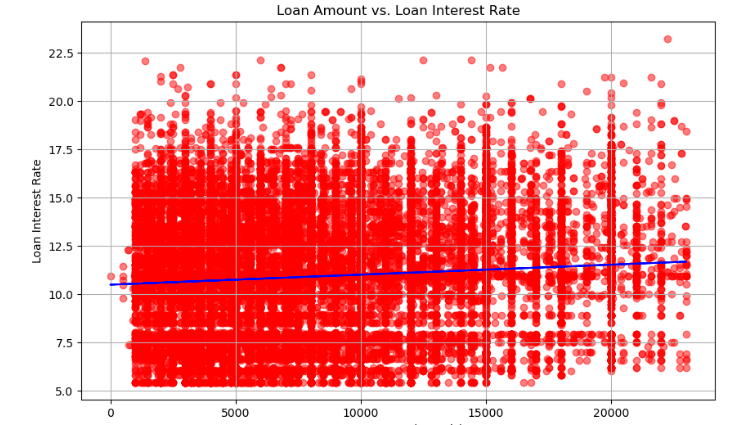 Loan Amount vs. Loan Interest Rate
Loan Interest Rate
22.5
20.0
17.5
15.0
12.5
10.0
7.5
5.0
0 5000 10000 15000 20000